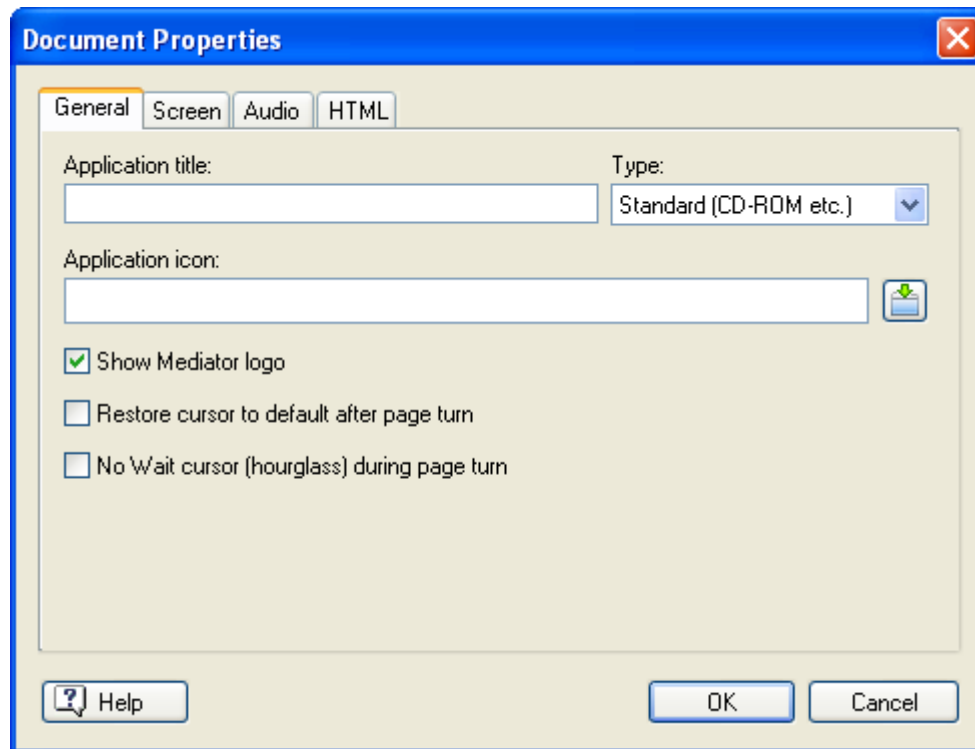 Document Properties
General Screen Audio HTML
Application title: Type:
Standard (CD-ROM etc.)
Application icon:
Show Mediator logo
Restore cursor to default after page turn
No Wait cursor (hourglass) during page turn
Help OK Cancel